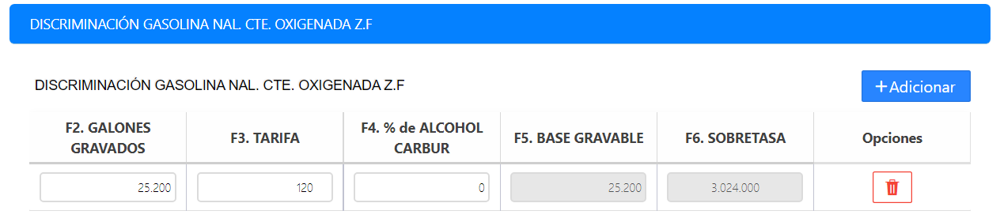 DISCRIMINACIÓN GASOLINA NAL. CTE. OXIGENADA Z.F
DISCRIMINACIÓN GASOLINA NAL. CTE. OXIGENADA Z.F
+Adicionar
F2. GALONES GRAVADOS
F3. TARIFA
F4. % de ALCOHOL CARBUR
F5. BASE GRAVABLE
F6. SOBRETASA
Opciones
25.200
120
0
25.200
3.024.000